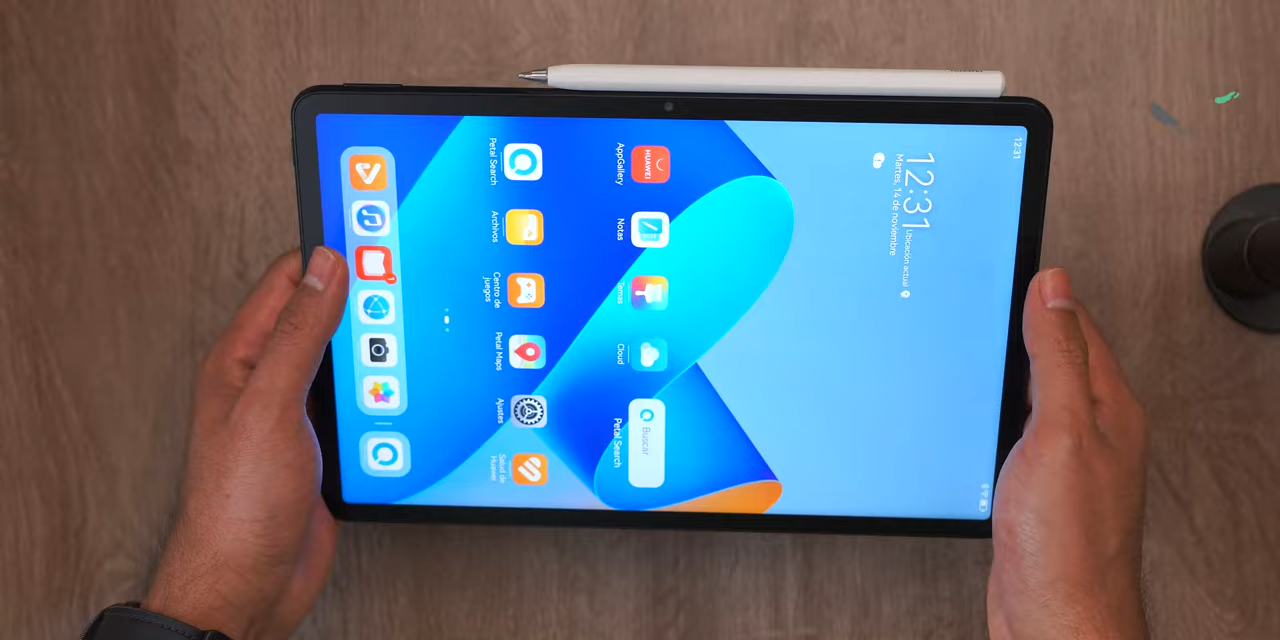 12:31
12:31
Ubicación actual
Martes, 14 de noviembre
HUAWEI
AppGallery
Notas
Temas
Cloud
Buscar
Petal Search
Petal Search
Archivos
Centro de
juegos
Petal Maps
Ajustes
Salud de
Huawei
1